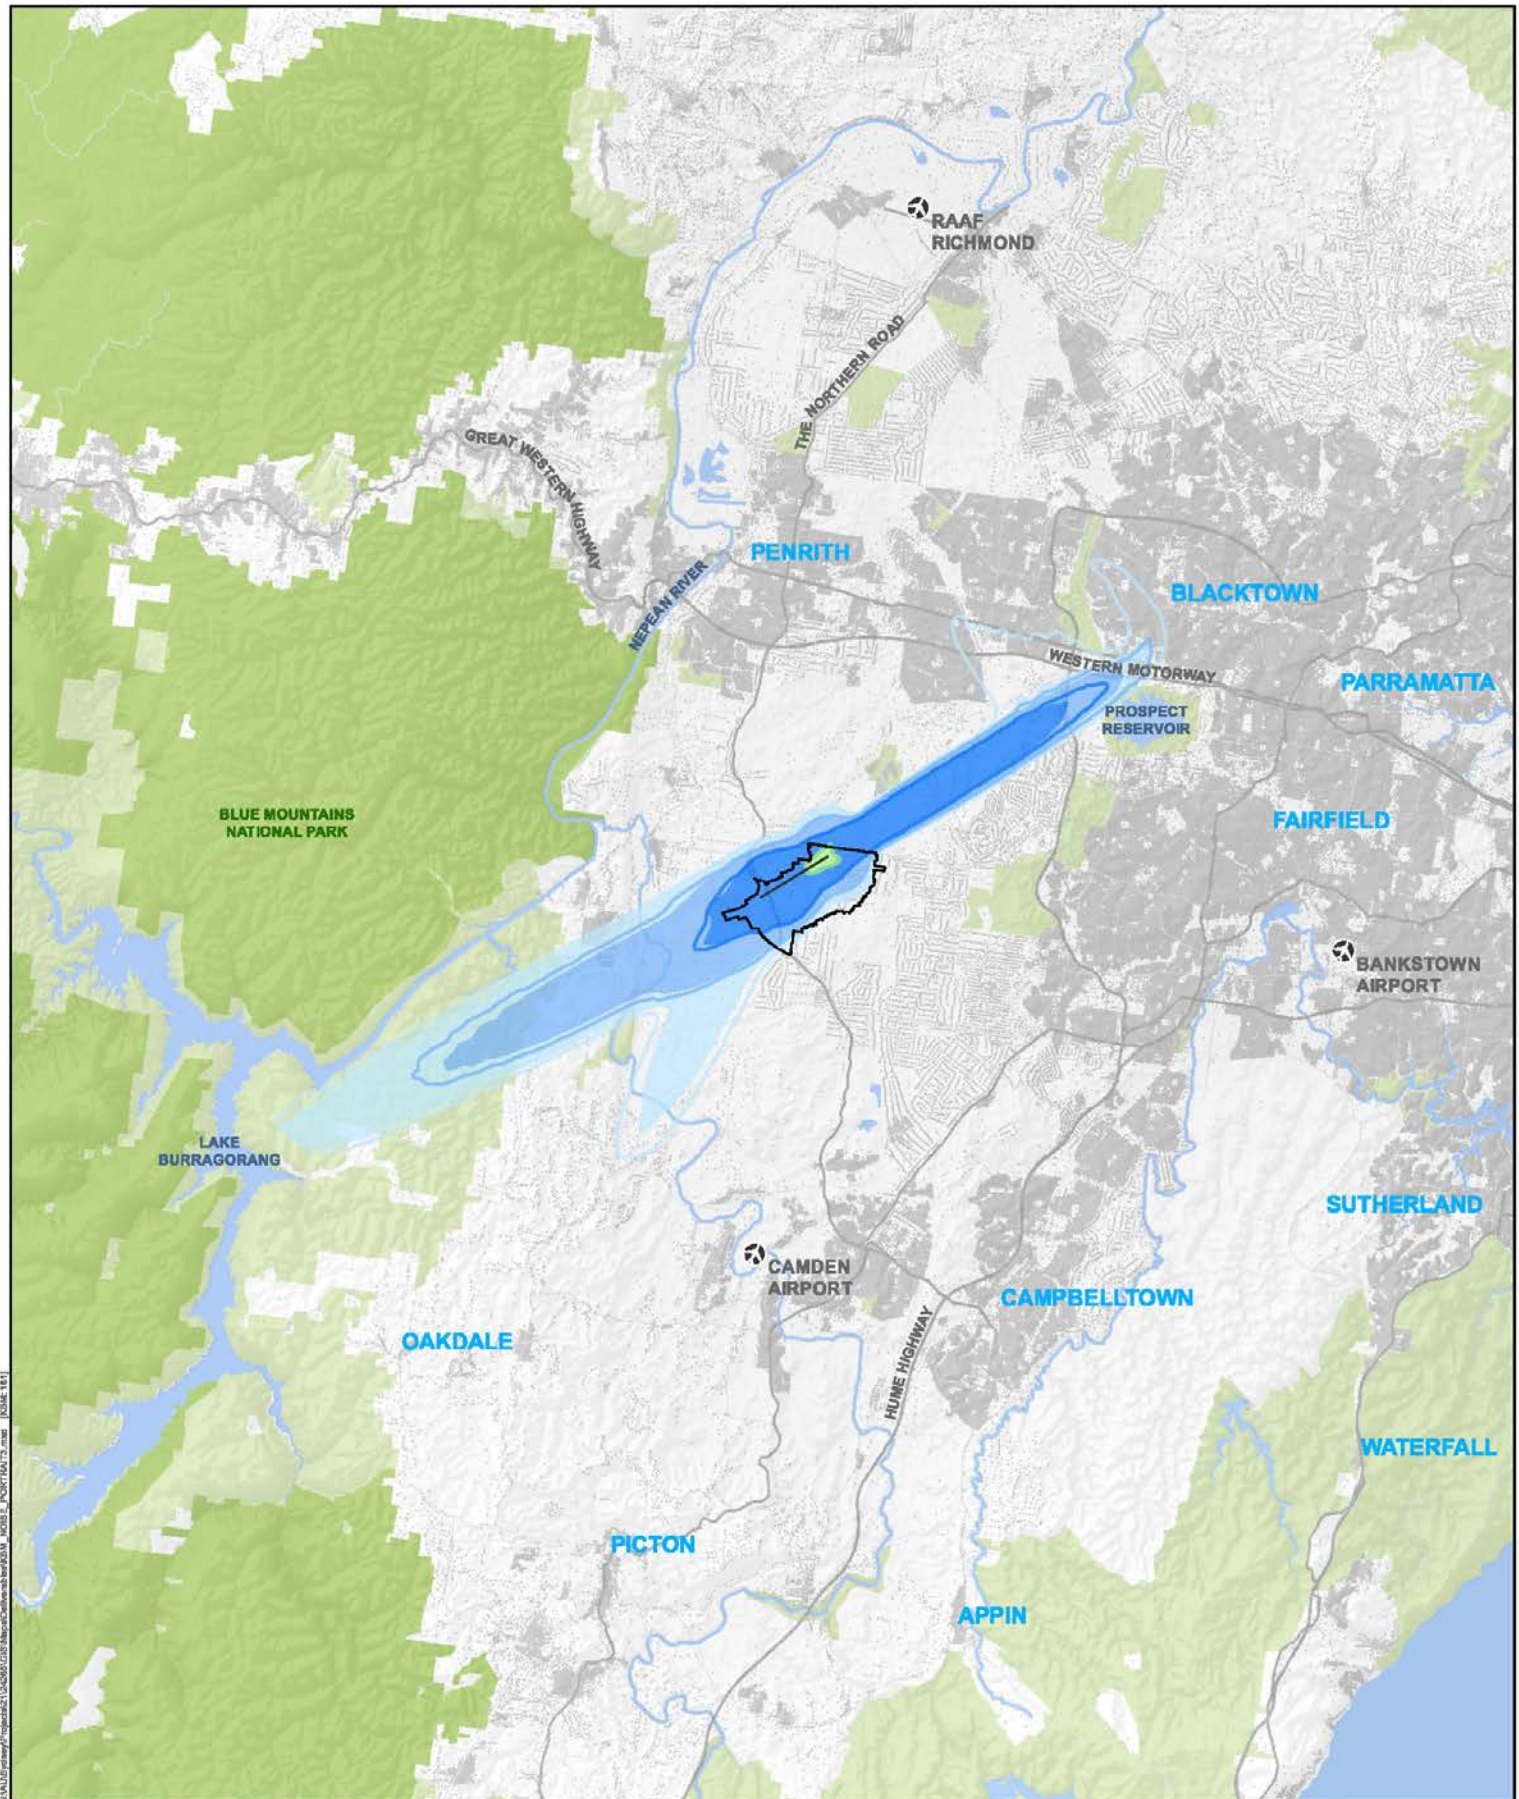 RAAF
RICHMOND
THE NORTHERN ROAD
GREAT WESTERN HIGHWAY
PENRITH
NEPEAN RIVER
BLACKTOWN
WESTERN MOTORWAY
PARRAMATTA
PROSPECT
RESERVOIR
BLUE MOUNTAINS
NATIONAL PARK
FAIRFIELD
BANKSTOWN
AIRPORT
LAKE
BURRAGORANG
SUTHERLAND
CAMDEN
AIRPORT
CAMPBELLTOWN
OAKDALE
HUME HIGHWAY
WATERFALL
PICTON
APPIN